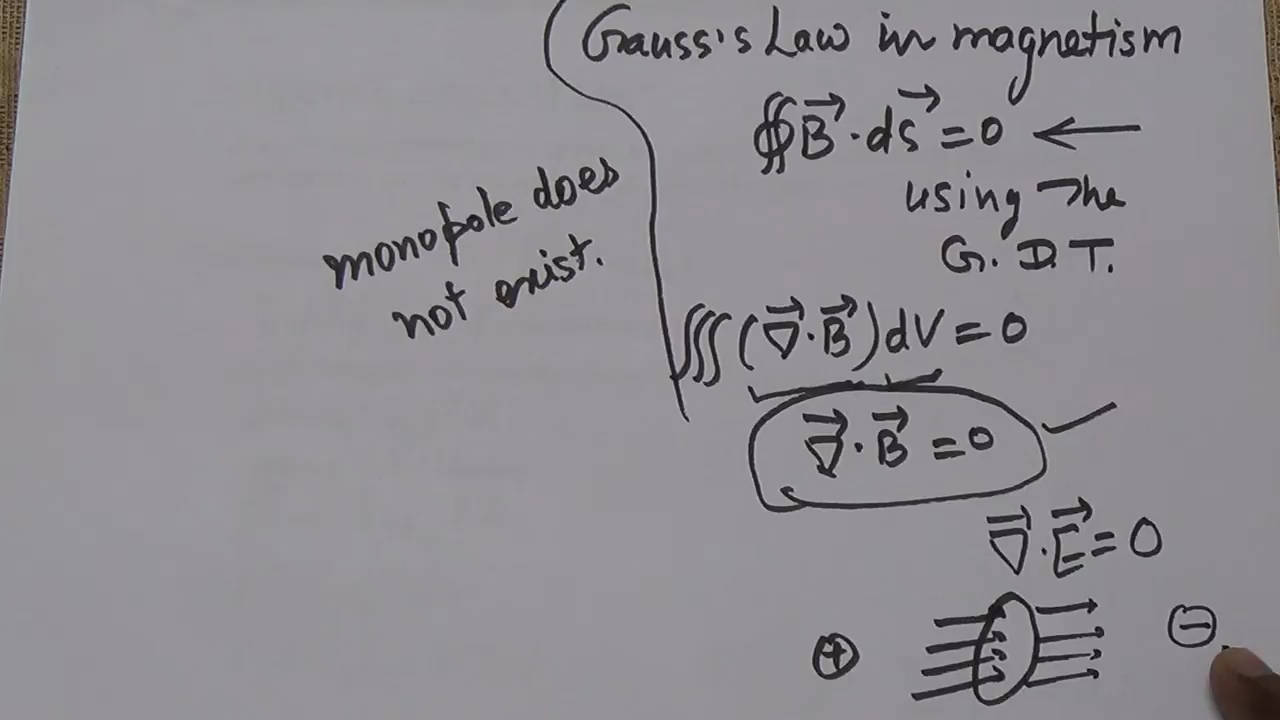 Gauss's Law in magnetism
∯B⃗·dS⃗ = 0 ←
using The
G. D. T.
monopole does
not exist.
∭(∇⃗·B⃗)dV = 0
∇⃗·B⃗ = 0
∇⃗·E⃗ = 0
+ −